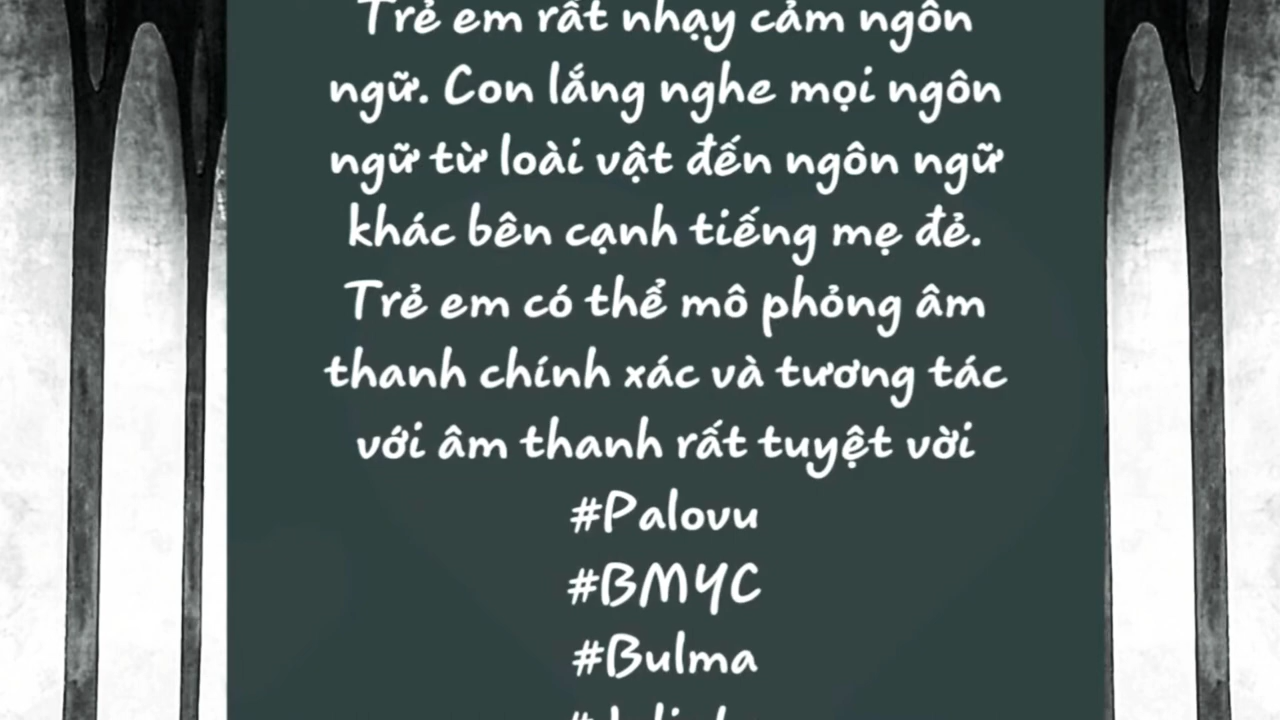 Trẻ em rất nhạy cảm ngôn
ngữ. Con lắng nghe mọi ngôn
ngữ từ loài vật đến ngôn ngữ
khác bên cạnh tiếng mẹ đẻ.
Trẻ em có thể mô phỏng âm
thanh chính xác và tương tác
với âm thanh rất tuyệt vời
#Palovu
#BMYC
#Bulma